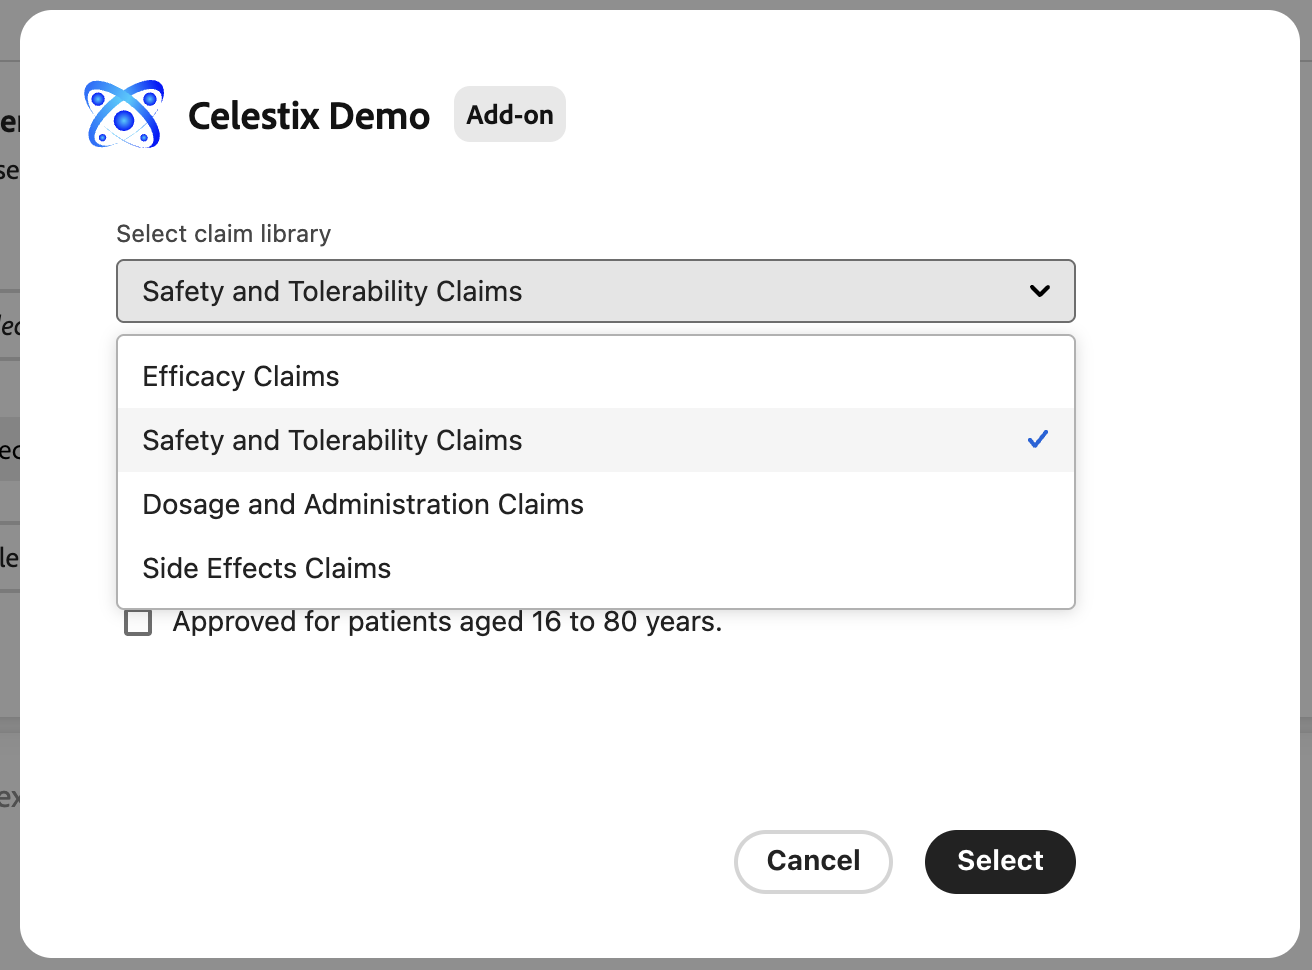 Celestix Demo
Add-on
Select claim library
Safety and Tolerability Claims
Efficacy Claims
Safety and Tolerability Claims
Dosage and Administration Claims
Side Effects Claims
Approved for patients aged 16 to 80 years.
Cancel
Select